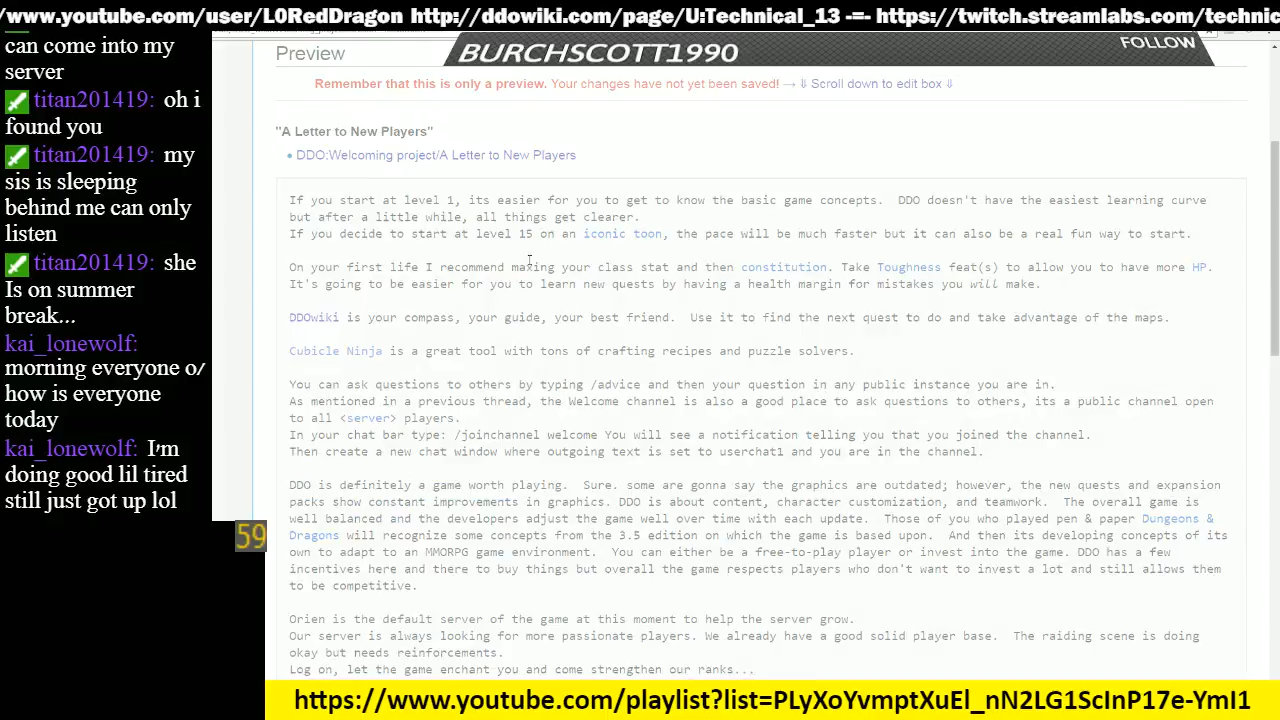 /www.youtube.com/user/L0RedDragon http://ddowiki.com/page/U:Technical_13 -=- https://twitch.streamlabs.com/technic
can come into my
server
titan201419: oh i
found you
titan201419: my
sis is sleeping
behind me can only
listen
titan201419: she
Is on summer
break...
kai_lonewolf:
morning everyone o/
how is everyone
today
kai_lonewolf: I'm
doing good lil tired
still just got up lol
59
Preview
BURCHSCOTT1990
FOLLOW
Remember that this is only a preview. Your changes have not yet been saved! → ⇓ Scroll down to edit box ⇓
"A Letter to New Players"
• DDO:Welcoming project/A Letter to New Players
If you start at level 1, its easier for you to get to know the basic game concepts.  DDO doesn't have the easiest learning curve
but after a little while, all things get clearer.
If you decide to start at level 15 on an iconic toon, the pace will be much faster but it can also be a real fun way to start.
On your first life I recommend maxing your class stat and then constitution. Take Toughness feat(s) to allow you to have more HP.
It's going to be easier for you to learn new quests by having a health margin for mistakes you will make.
DDOwiki is your compass, your guide, your best friend.  Use it to find the next quest to do and take advantage of the maps.
Cubicle Ninja is a great tool with tons of crafting recipes and puzzle solvers.
You can ask questions to others by typing /advice and then your question in any public instance you are in.
As mentioned in a previous thread, the Welcome channel is also a good place to ask questions to others, its a public channel open
to all <server> players.
In your chat bar type: /joinchannel welcome You will see a notification telling you that you joined the channel.
Then create a new chat window where outgoing text is set to userchat1 and you are in the channel.
DDO is definitely a game worth playing.  Sure. some are gonna say the graphics are outdated; however, the new quests and expansion
packs show constant improvements in graphics. DDO is about content, character customization, and teamwork.  The overall game is
well balanced and the developers adjust the game well over time with each update.  Those of you who played pen & paper Dungeons &
Dragons will recognize some concepts from the 3.5 edition on which the game is based upon.  And then its developing concepts of its
own to adapt to an MMORPG game environment.  You can either be a free-to-play player or invest into the game. DDO has a few
incentives here and there to buy things but overall the game respects players who don't want to invest a lot and still allows them
to be competitive.
Orien is the default server of the game at this moment to help the server grow.
Our server is always looking for more passionate players. We already have a good solid player base.  The raiding scene is doing
okay but needs reinforcements.
Log on, let the game enchant you and come strengthen our ranks...
https://www.youtube.com/playlist?list=PLyXoYvmptXuEl_nN2LG1ScInP17e-YmI1